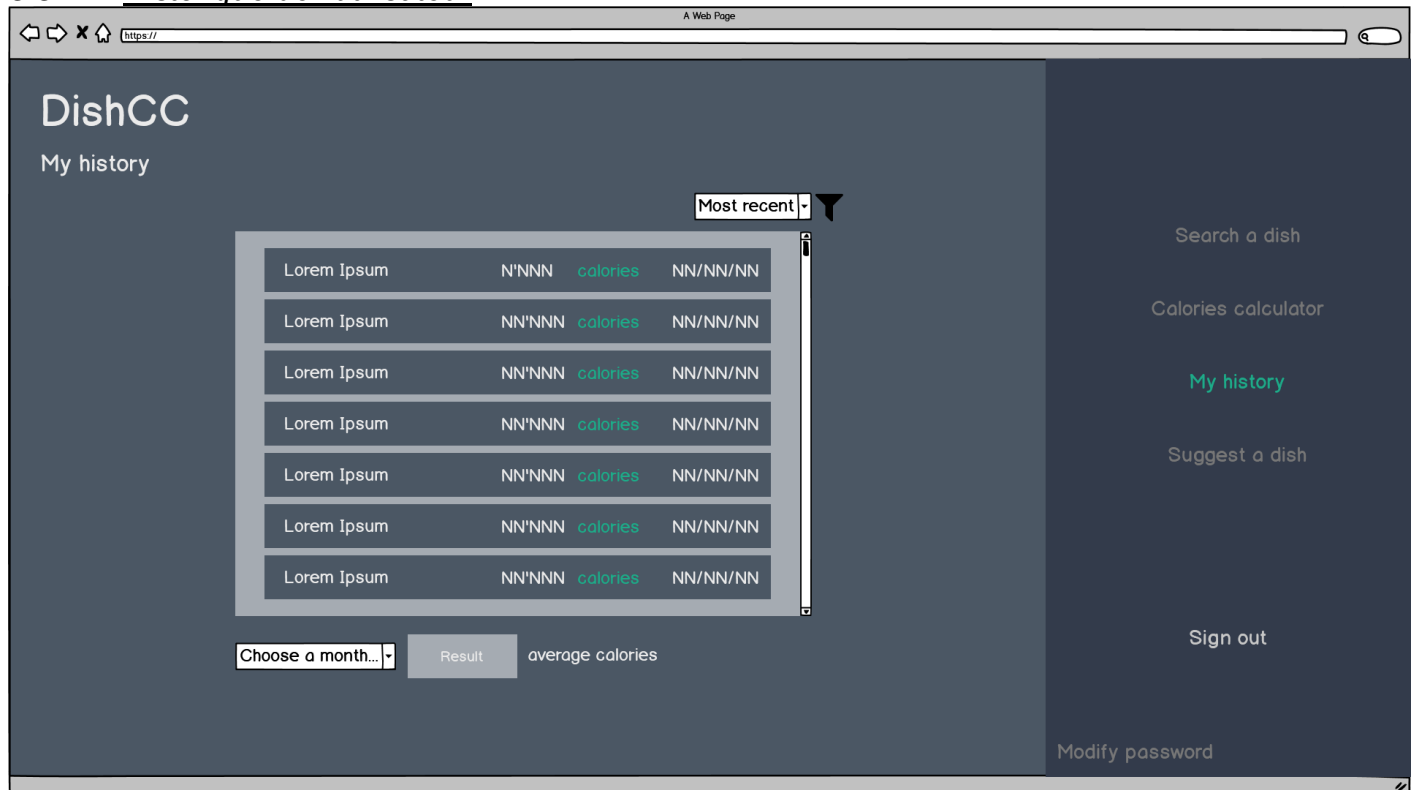 A Web Page
https://
DishCC
My history
Most recent
Lorem Ipsum N'NNN calories NN/NN/NN
Lorem Ipsum NN'NNN calories NN/NN/NN
Lorem Ipsum NN'NNN calories NN/NN/NN
Lorem Ipsum NN'NNN calories NN/NN/NN
Lorem Ipsum NN'NNN calories NN/NN/NN
Lorem Ipsum NN'NNN calories NN/NN/NN
Lorem Ipsum NN'NNN calories NN/NN/NN
Choose a month... Result average calories
Search a dish
Calories calculator
My history
Suggest a dish
Sign out
Modify password